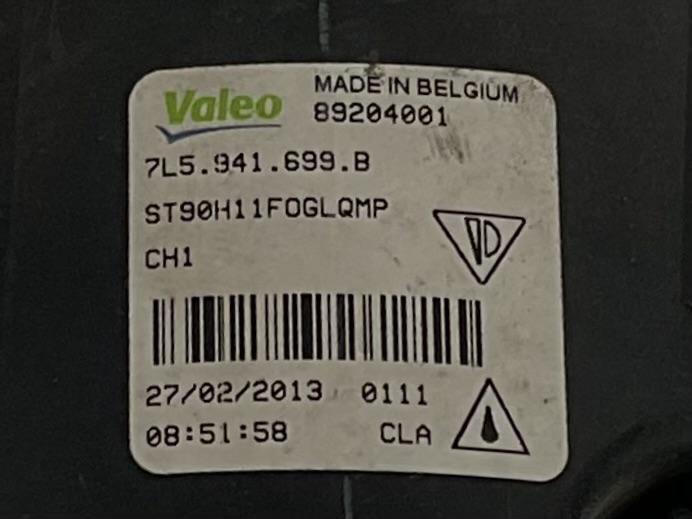 Valeo
MADE IN BELGIUM
89204001
7L5.941.699.B
ST90H11FOGLQMP
CH1
27/02/2013 0111
08:51:58 CLA